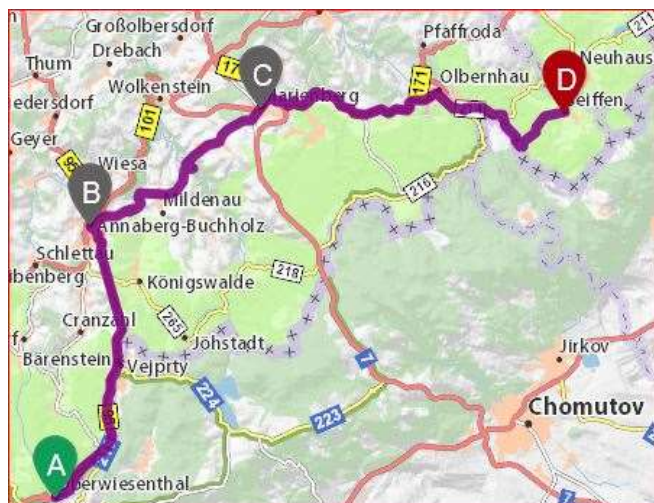 Großolbersdorf
Drebach
Thum
Pfaffroda
Neuhaus
Wolkenstein
171
Olbernhau
Geyer
101
C
D
Wiesa
216
B
Mildenau
Annaberg-Buchholz
Schlettau
Königswalde
218
Cranzahl
265
Jöhstadt
Bärenstein
Vejprty
7
Jirkov
224
223
Chomutov
A
7